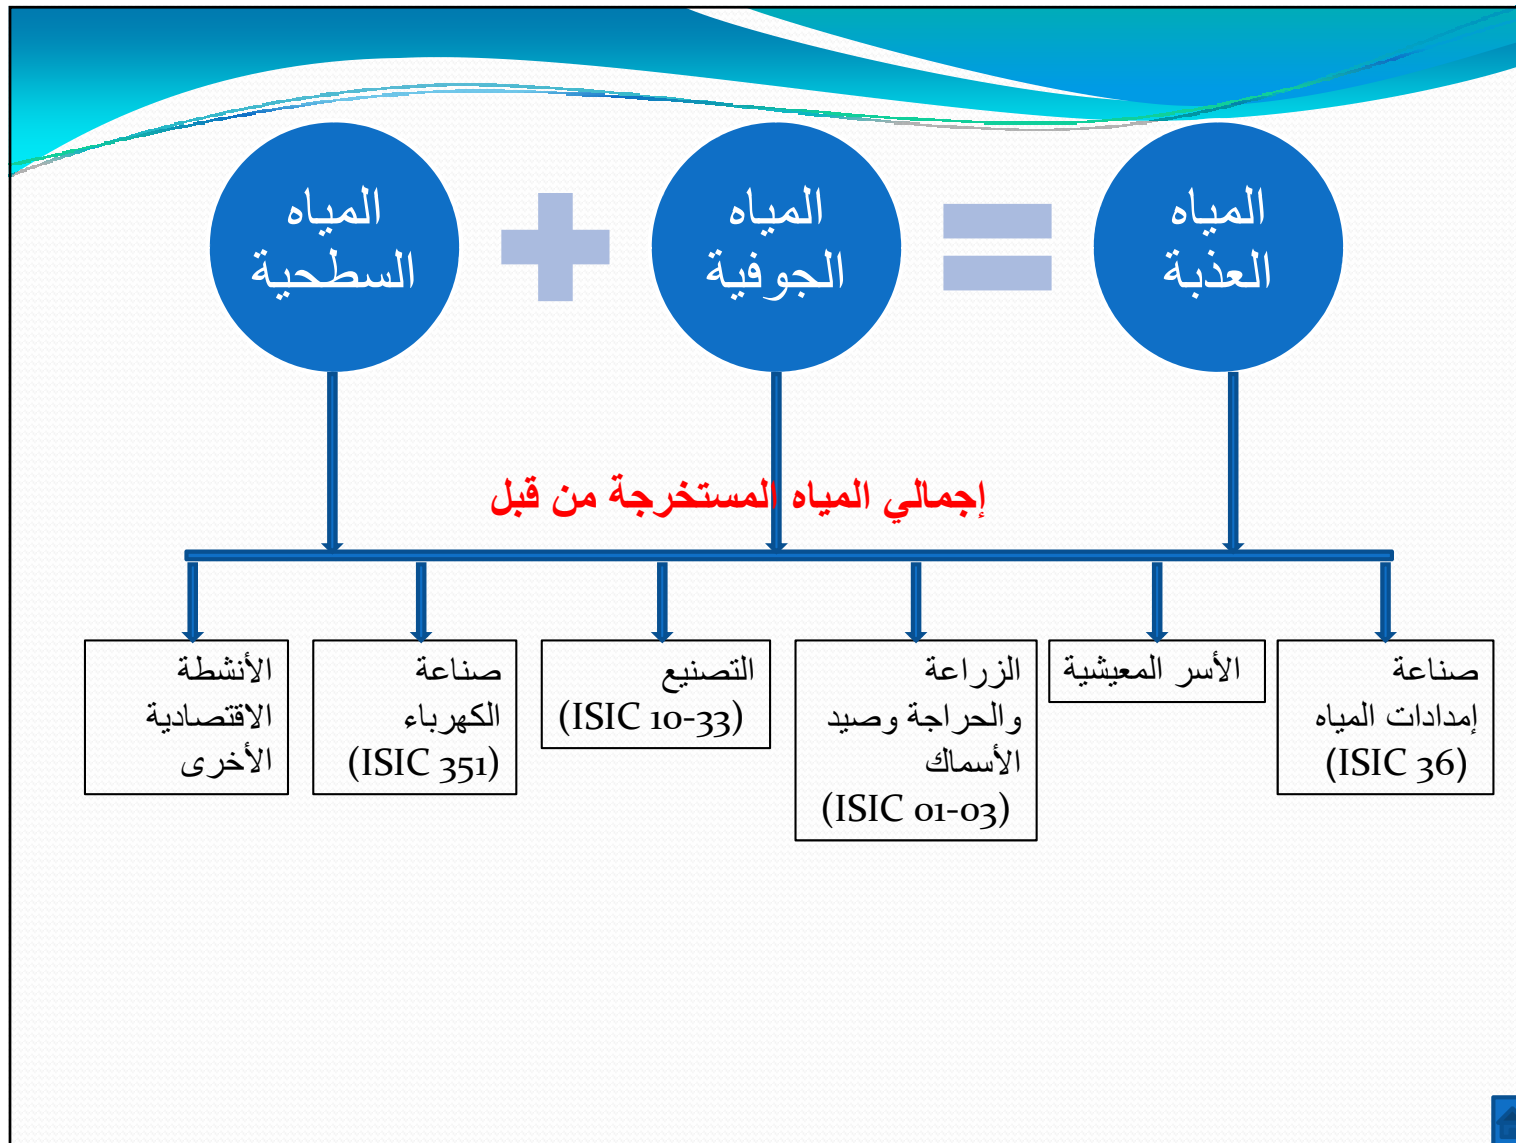 المياه
السطحية
المياه
الجوفية
المياه
العذبة
إجمالي المياه المستخرجة من قبل
صناعة
إمدادات المياه
(ISIC 36)
الأسر المعيشية
الزراعة
والحراجة وصيد
الأسماك
(ISIC 01-03)
التصنيع
(ISIC 10-33)
صناعة
الكهرباء
(ISIC 351)
الأنشطة
الاقتصادية
الأخرى